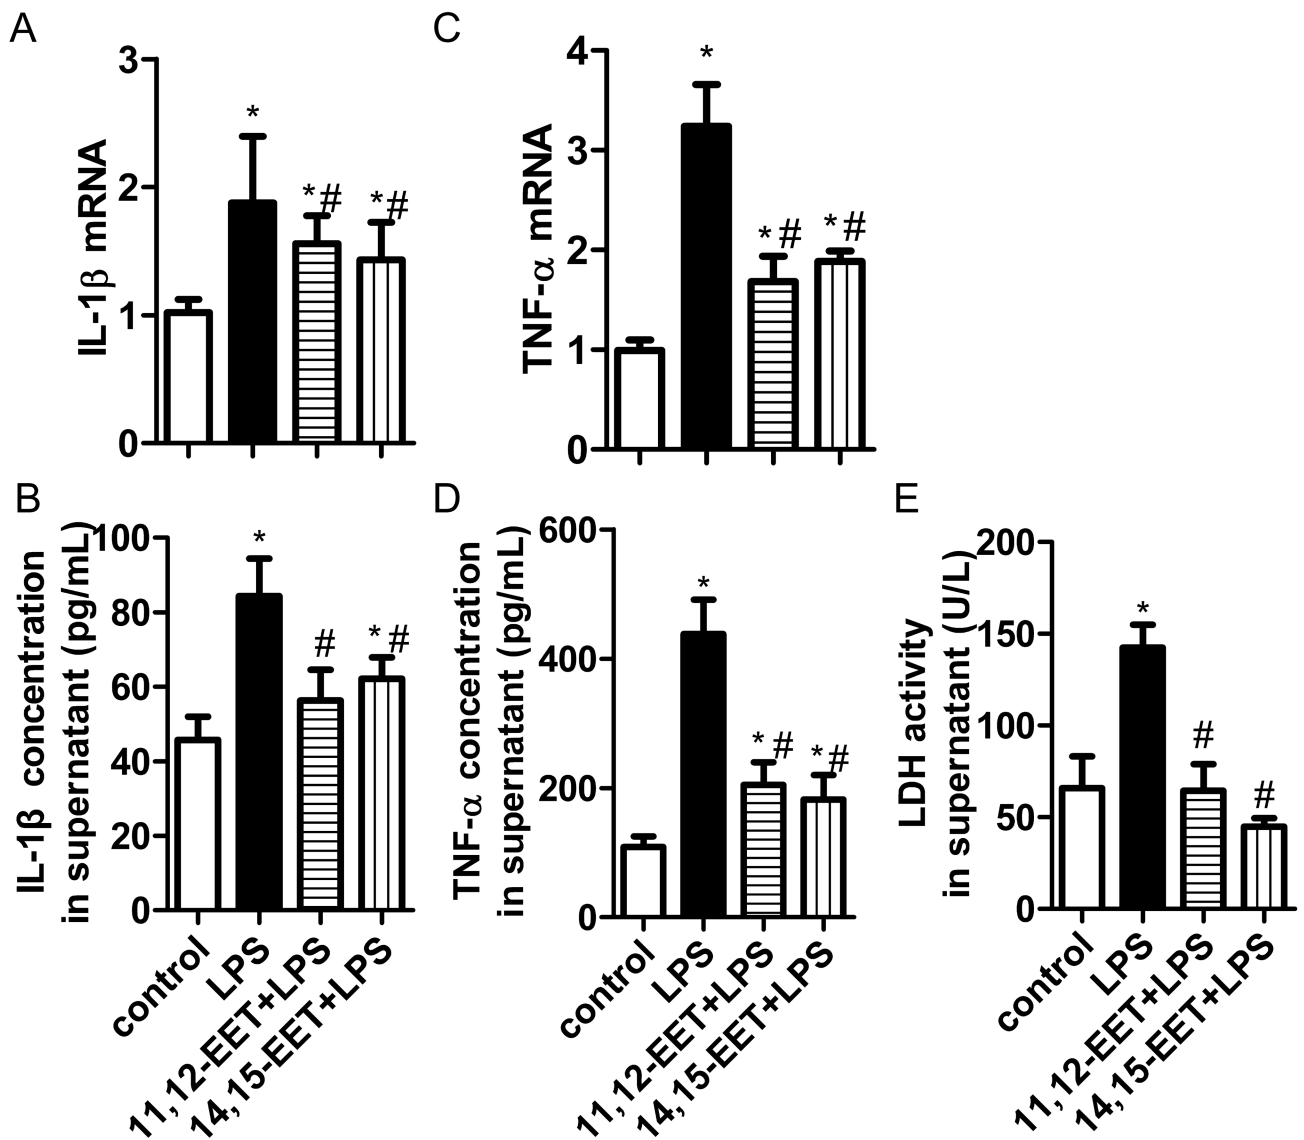 A
IL-1β mRNA
3
2
1
0
*
*#
*#
C
TNF-α mRNA
4
3
2
1
0
*
*#
*#
B
IL-1β concentration
in supernatant (pg/mL)
100
80
60
40
20
0
*
#
*#
control
LPS
11,12-EET+LPS
14,15-EET+LPS
D
TNF-α concentration
in supernatant (pg/mL)
600
400
200
0
*
*#
*#
control
LPS
11,12-EET+LPS
14,15-EET+LPS
E
LDH activity
in supernatant (U/L)
200
150
100
50
0
*
#
#
control
LPS
11,12-EET+LPS
14,15-EET+LPS